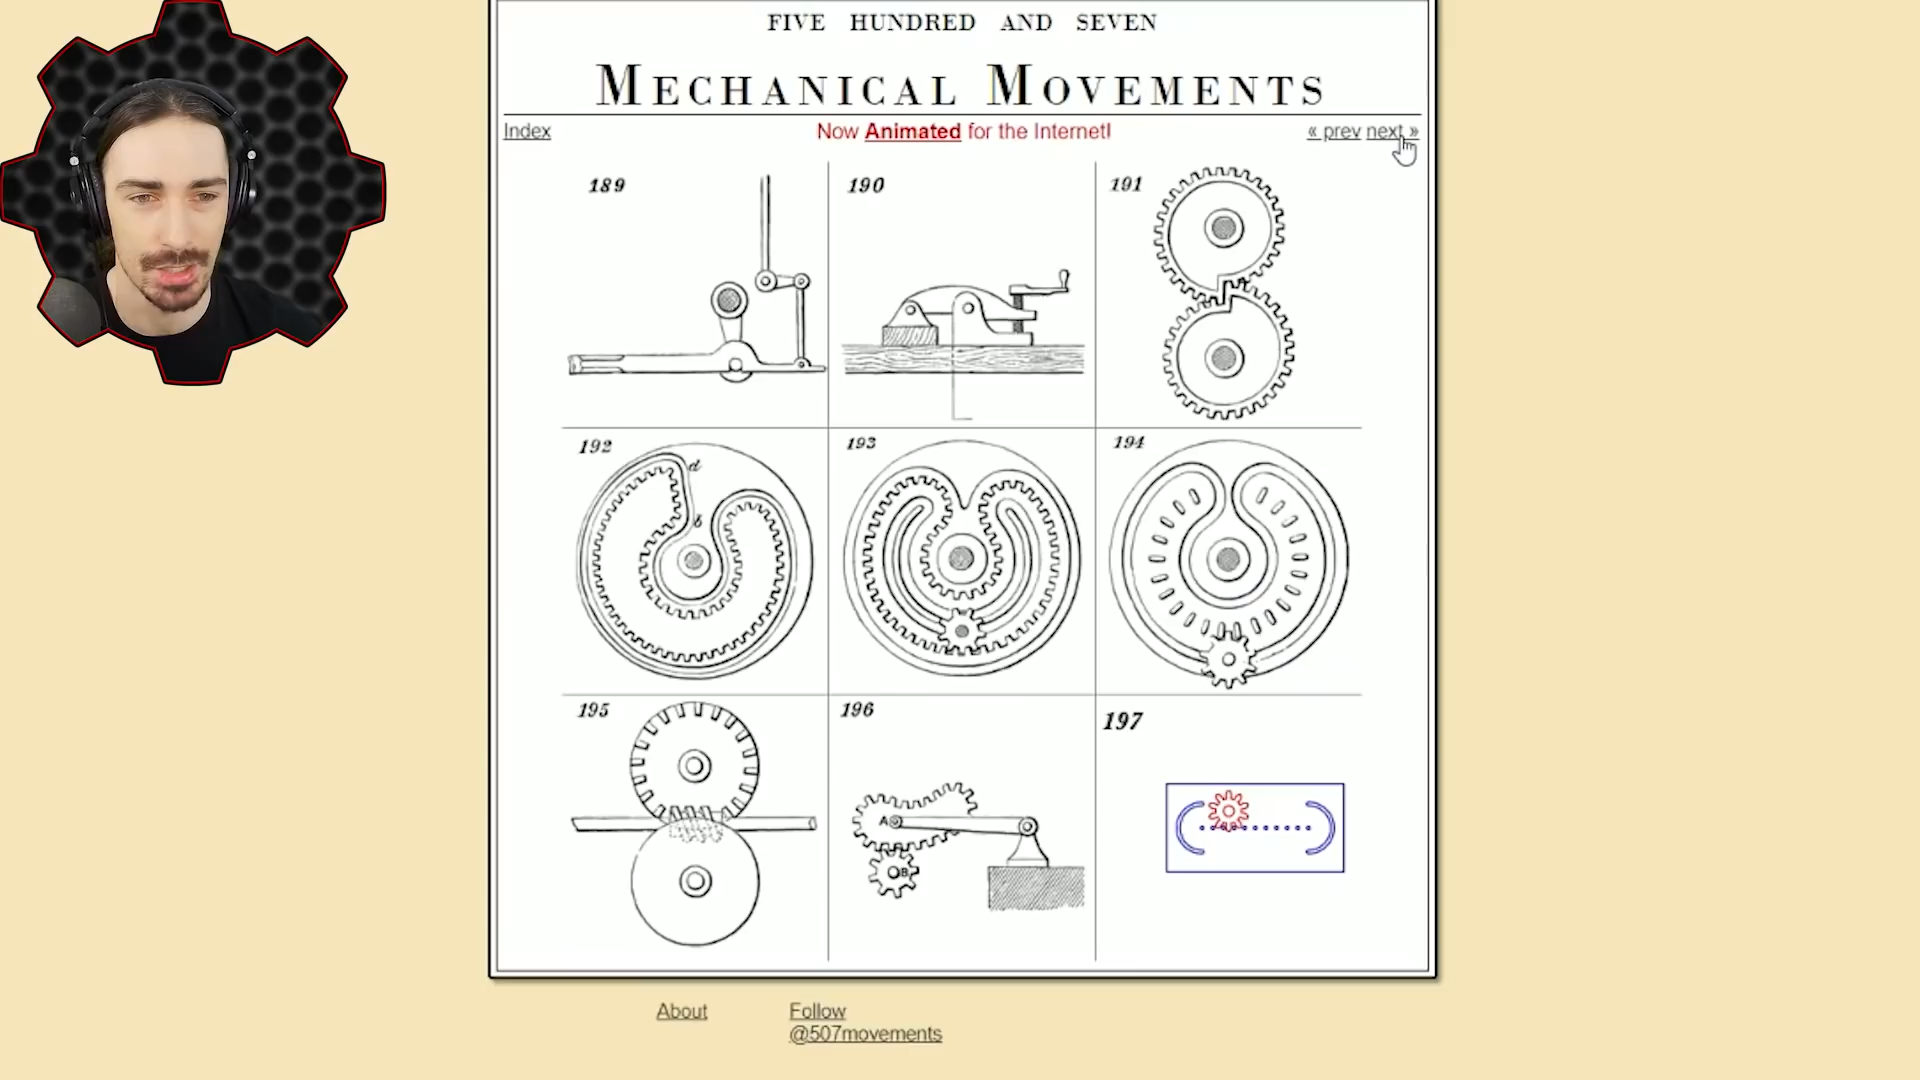 FIVE HUNDRED AND SEVEN
MECHANICAL MOVEMENTS
Index
Now Animated for the Internet!
« prev next »
189
190
191
192
d
b
193
194
195
196
A
B
197
About
Follow
@507movements